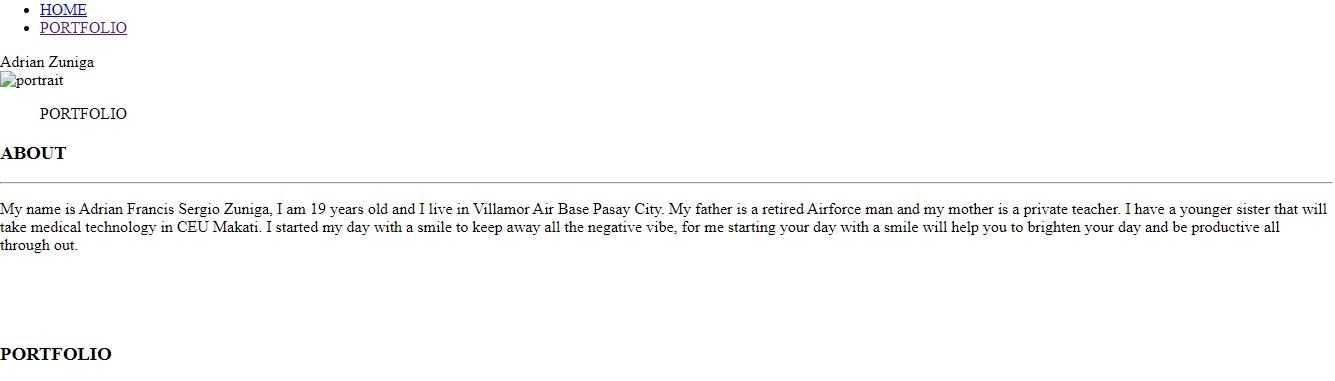 HOME
PORTFOLIO
Adrian Zuniga
portrait
PORTFOLIO
ABOUT
My name is Adrian Francis Sergio Zuniga, I am 19 years old and I live in Villamor Air Base Pasay City. My father is a retired Airforce man and my mother is a private teacher. I have a younger sister that will
take medical technology in CEU Makati. I started my day with a smile to keep away all the negative vibe, for me starting your day with a smile will help you to brighten your day and be productive all
through out.
PORTFOLIO